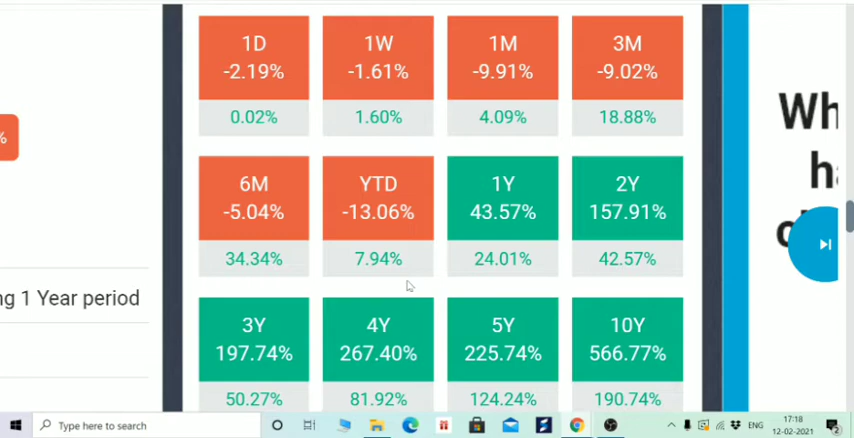 1D 1W 1M 3M
-2.19% -1.61% -9.91% -9.02%
0.02% 1.60% 4.09% 18.88%
6M YTD 1Y 2Y
-5.04% -13.06% 43.57% 157.91%
34.34% 7.94% 24.01% 42.57%
3Y 4Y 5Y 10Y
197.74% 267.40% 225.74% 566.77%
50.27% 81.92% 124.24% 190.74%
%
ng 1 Year period
Wh
ha
Type here to search
ENG
17:18
12-02-2021
2